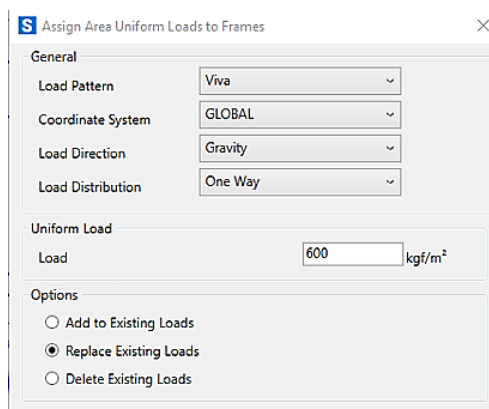 S Assign Area Uniform Loads to Frames
General
Load Pattern Viva
Coordinate System GLOBAL
Load Direction Gravity
Load Distribution One Way
Uniform Load
Load 600 kgf/m²
Options
Add to Existing Loads
Replace Existing Loads
Delete Existing Loads